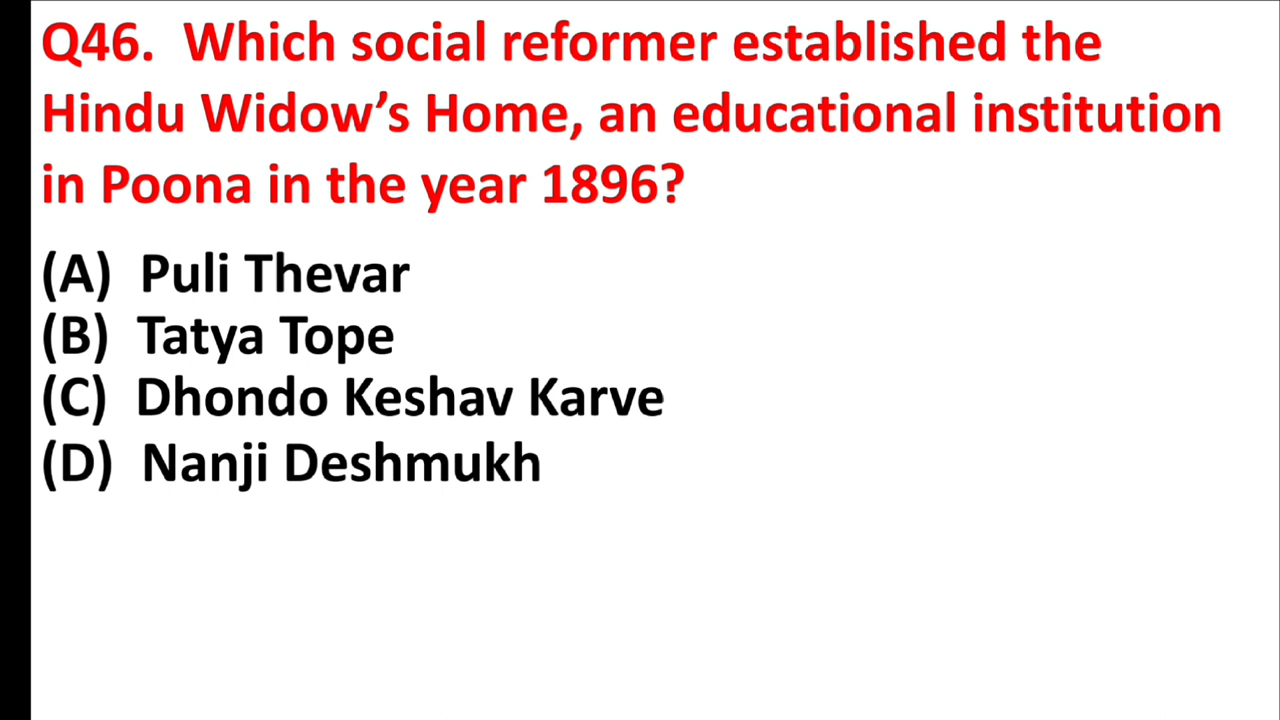 Q46. Which social reformer established the
Hindu Widow’s Home, an educational institution
in Poona in the year 1896?
(A) Puli Thevar
(B) Tatya Tope
(C) Dhondo Keshav Karve
(D) Nanji Deshmukh